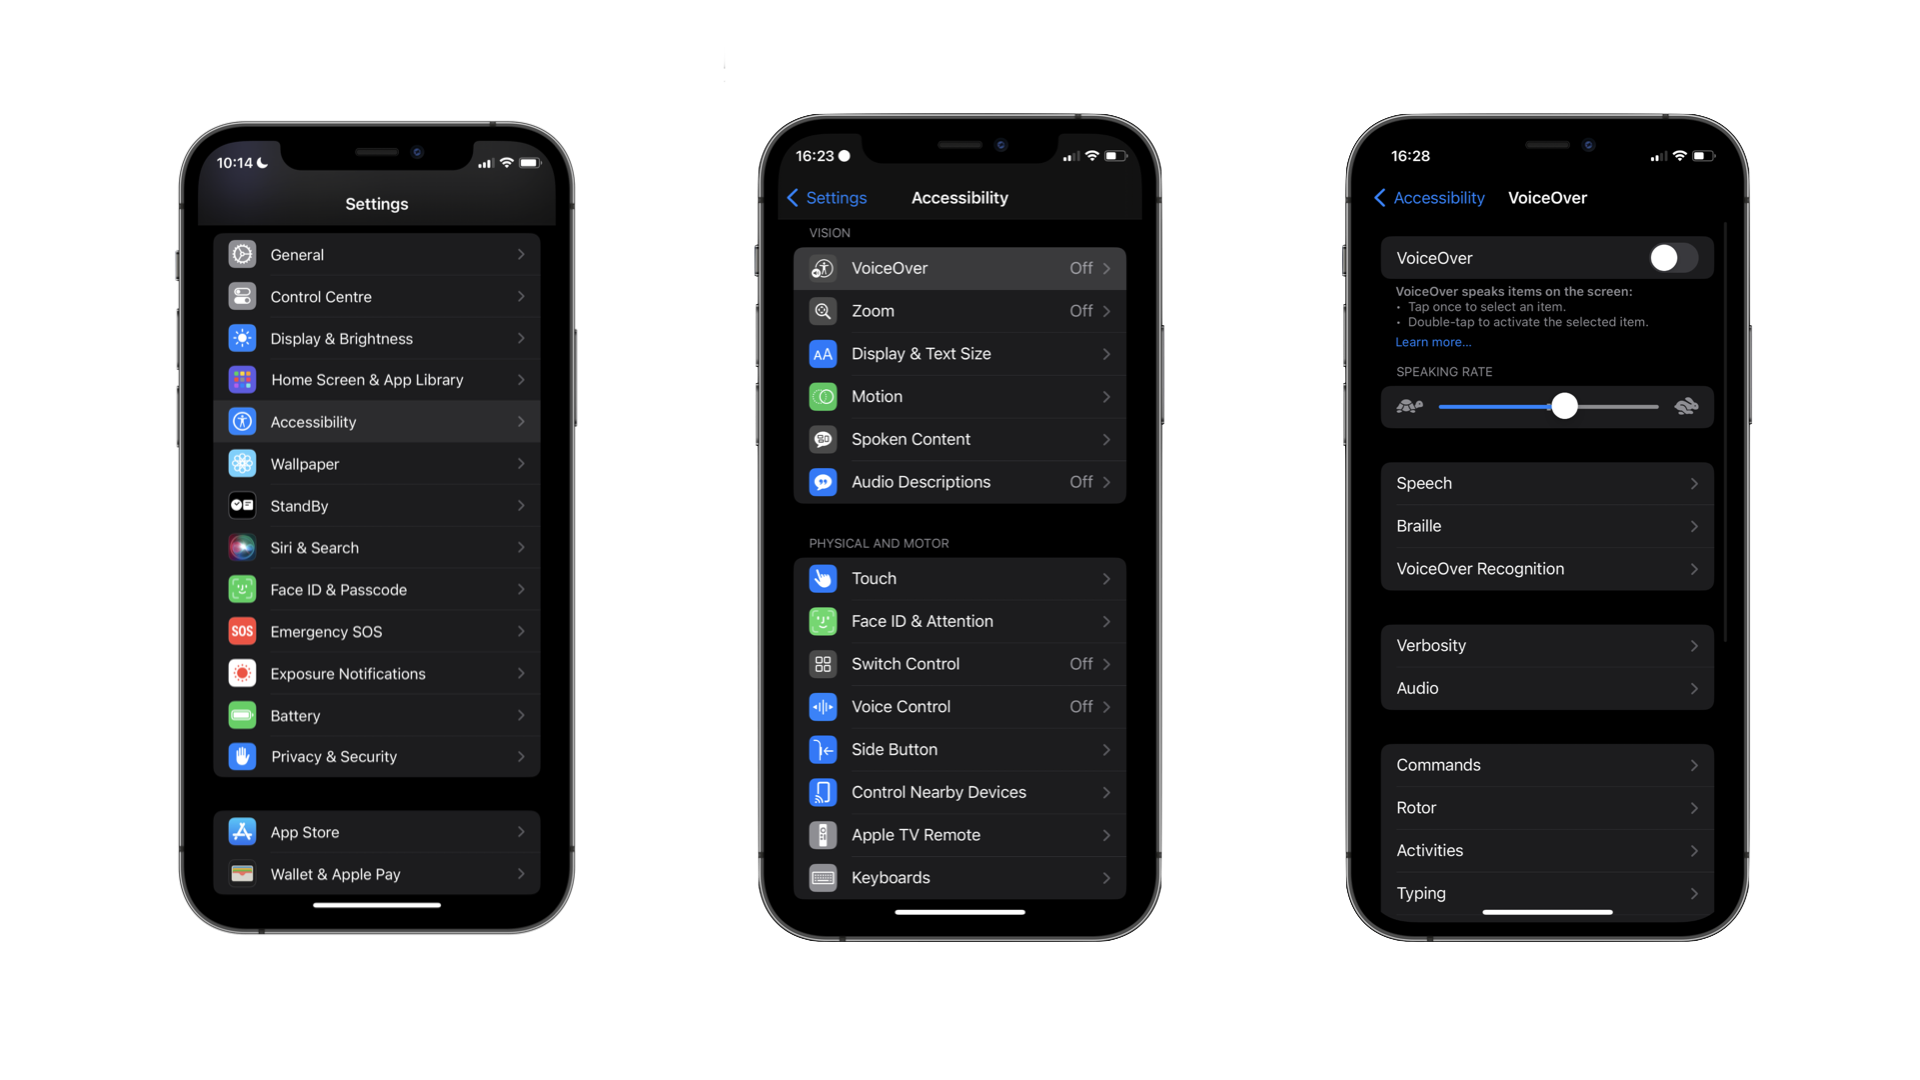 10:14
Settings
General
Control Centre
Display & Brightness
Home Screen & App Library
Accessibility
Wallpaper
StandBy
Siri & Search
Face ID & Passcode
SOS Emergency SOS
Exposure Notifications
Battery
Privacy & Security
App Store
Wallet & Apple Pay
16:23
Settings Accessibility
VISION
VoiceOver Off
Zoom Off
AA Display & Text Size
Motion
Spoken Content
Audio Descriptions Off
PHYSICAL AND MOTOR
Touch
Face ID & Attention
Switch Control Off
Voice Control Off
Side Button
Control Nearby Devices
Apple TV Remote
Keyboards
16:28
Accessibility VoiceOver
VoiceOver
VoiceOver speaks items on the screen:
• Tap once to select an item.
• Double-tap to activate the selected item.
Learn more...
SPEAKING RATE
Speech
Braille
VoiceOver Recognition
Verbosity
Audio
Commands
Rotor
Activities
Typing